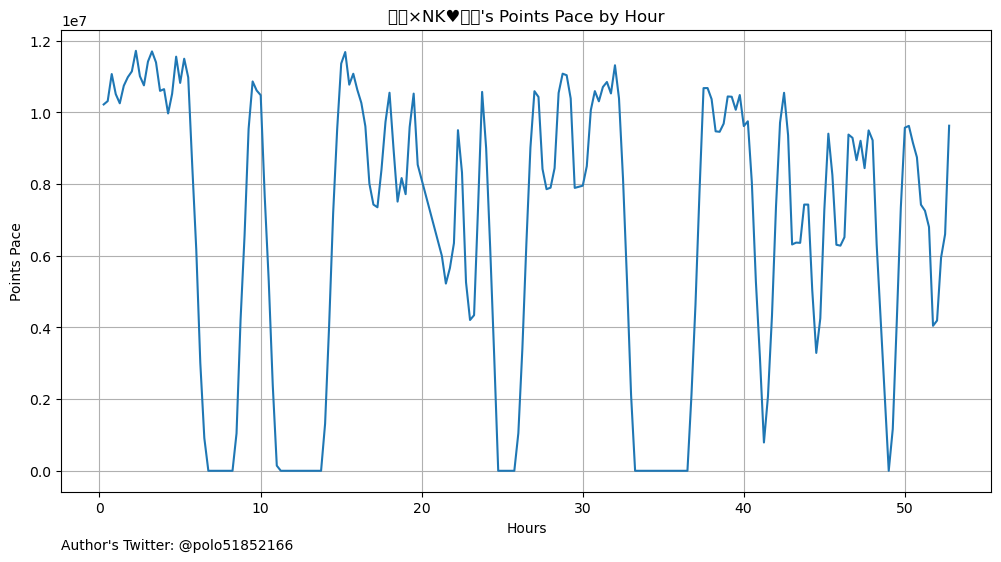 ×NK♥'s Points Pace by Hour
1e7
1.2
1.0
0.8
0.6
0.4
0.2
0.0
Points Pace
0 10 20 30 40 50
Hours
Author's Twitter: @polo51852166